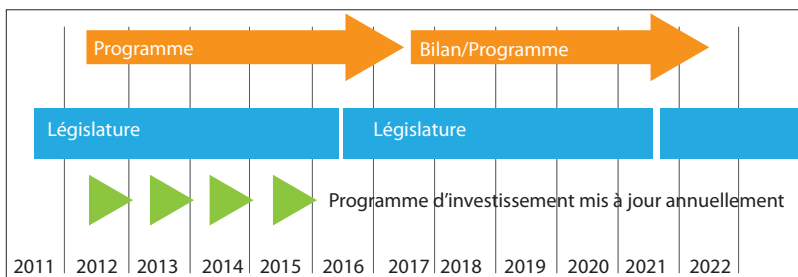 Programme Bilan/Programme
Législature Législature
Programme d’investissement mis à jour annuellement
2011 2012 2013 2014 2015 2016 2017 2018 2019 2020 2021 2022